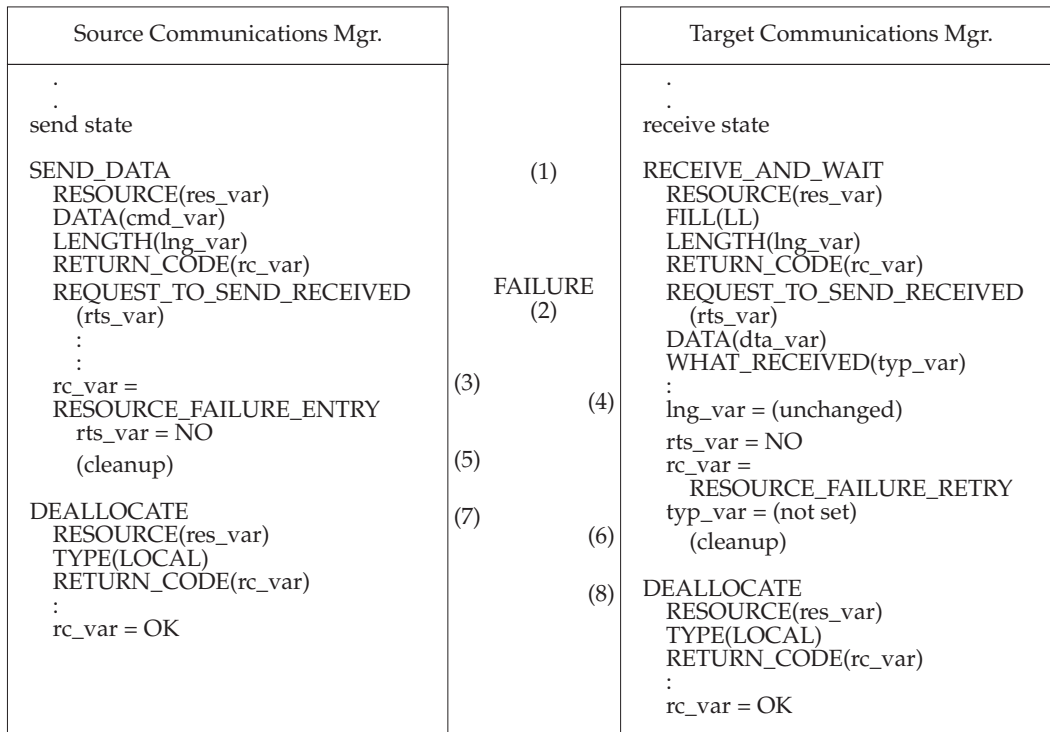 Source Communications Mgr.
.
.
send state
SEND_DATA
RESOURCE(res_var)
DATA(cmd_var)
LENGTH(lng_var)
RETURN_CODE(rc_var)
REQUEST_TO_SEND_RECEIVED
(rts_var)
:
:
rc_var =
RESOURCE_FAILURE_ENTRY
rts_var = NO
(cleanup)
DEALLOCATE
RESOURCE(res_var)
TYPE(LOCAL)
RETURN_CODE(rc_var)
:
rc_var = OK
(1)
FAILURE
(2)
(3)
(4)
(5)
(6)
(7)
(8)
Target Communications Mgr.
.
.
receive state
RECEIVE_AND_WAIT
RESOURCE(res_var)
FILL(LL)
LENGTH(lng_var)
RETURN_CODE(rc_var)
REQUEST_TO_SEND_RECEIVED
(rts_var)
DATA(dta_var)
WHAT_RECEIVED(typ_var)
:
lng_var = (unchanged)
rts_var = NO
rc_var =
RESOURCE_FAILURE_RETRY
typ_var = (not set)
(cleanup)
DEALLOCATE
RESOURCE(res_var)
TYPE(LOCAL)
RETURN_CODE(rc_var)
:
rc_var = OK